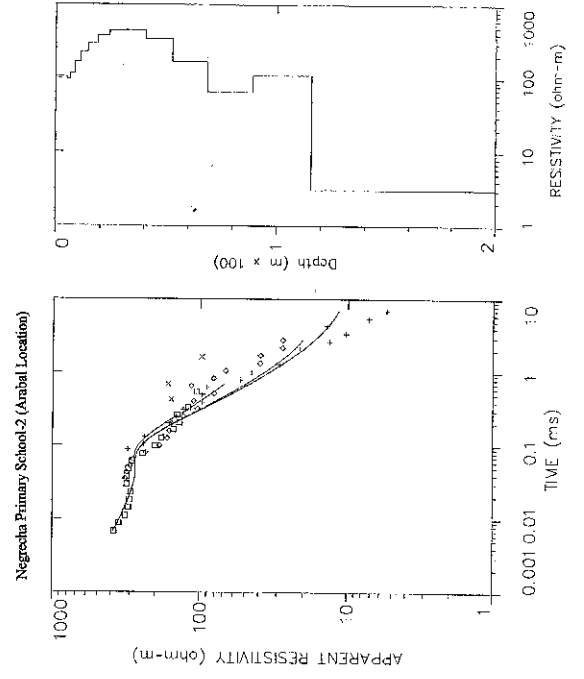 Negrecha Primary School-2 (Arabal Location)
1000
100
10
1
APPARENT RESISTIVITY (ohm-m)
0.001 0.01 0.1 1 10
TIME (ms)
0
1
2
Depth (m x 100)
1 10 100 1000
RESISTIVITY (ohm-m)